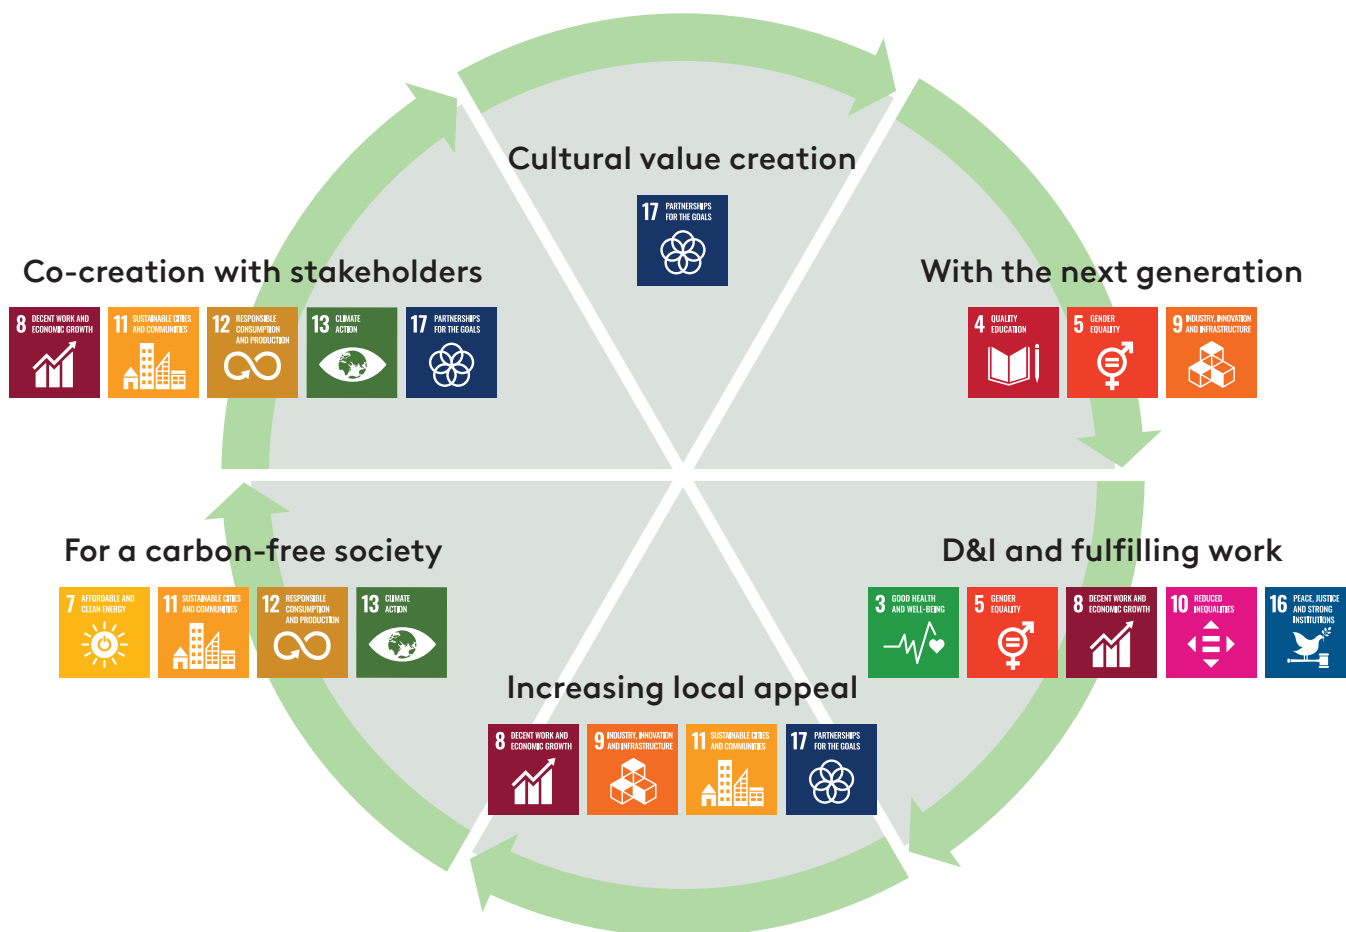 Cultural value creation
17 PARTNERSHIPS
FOR THE GOALS
Co-creation with stakeholders
8 DECENT WORK AND
ECONOMIC GROWTH
11 SUSTAINABLE CITIES
AND COMMUNITIES
12 RESPONSIBLE
CONSUMPTION
AND PRODUCTION
13 CLIMATE
ACTION
17 PARTNERSHIPS
FOR THE GOALS
With the next generation
4 QUALITY
EDUCATION
5 GENDER
EQUALITY
9 INDUSTRY, INNOVATION
AND INFRASTRUCTURE
For a carbon-free society
7 AFFORDABLE AND
CLEAN ENERGY
11 SUSTAINABLE CITIES
AND COMMUNITIES
12 RESPONSIBLE
CONSUMPTION
AND PRODUCTION
13 CLIMATE
ACTION
D&I and fulfilling work
3 GOOD HEALTH
AND WELL-BEING
5 GENDER
EQUALITY
8 DECENT WORK AND
ECONOMIC GROWTH
10 REDUCED
INEQUALITIES
16 PEACE, JUSTICE
AND STRONG
INSTITUTIONS
Increasing local appeal
8 DECENT WORK AND
ECONOMIC GROWTH
9 INDUSTRY, INNOVATION
AND INFRASTRUCTURE
11 SUSTAINABLE CITIES
AND COMMUNITIES
17 PARTNERSHIPS
FOR THE GOALS